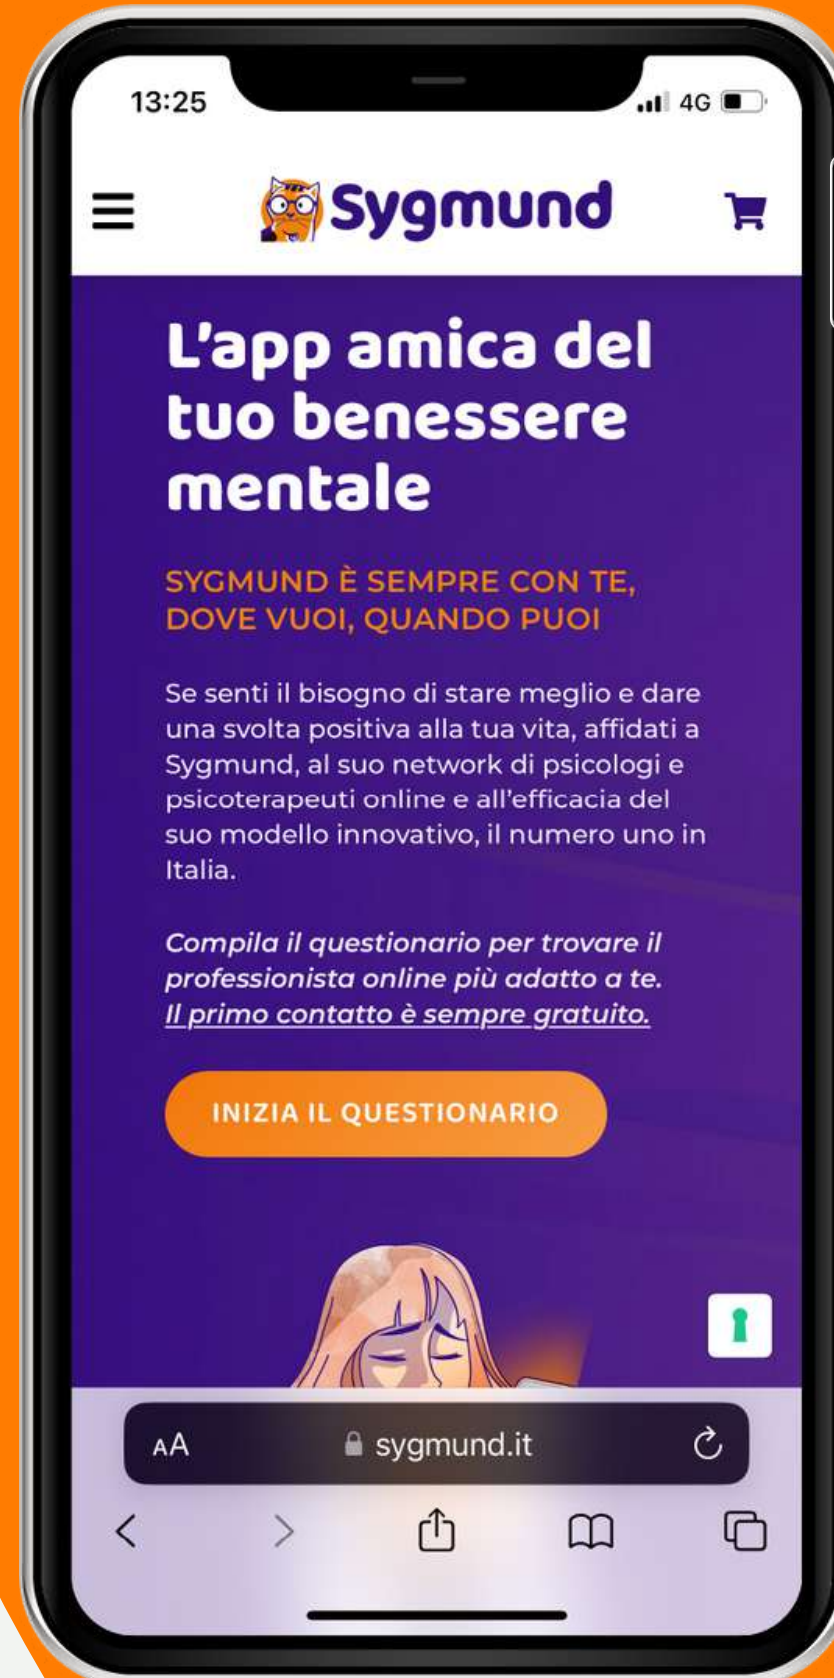 13:25
4G
Sygmund
L'app amica del
tuo benessere
mentale
SYGMUND È SEMPRE CON TE,
DOVE VUOI, QUANDO PUOI
Se senti il bisogno di stare meglio e dare
una svolta positiva alla tua vita, affidati a
Sygmund, al suo network di psicologi e
psicoterapeuti online e all'efficacia del
suo modello innovativo, il numero uno in
Italia.
Compila il questionario per trovare il
professionista online più adatto a te.
Il primo contatto è sempre gratuito.
INIZIA IL QUESTIONARIO
AA
sygmund.it